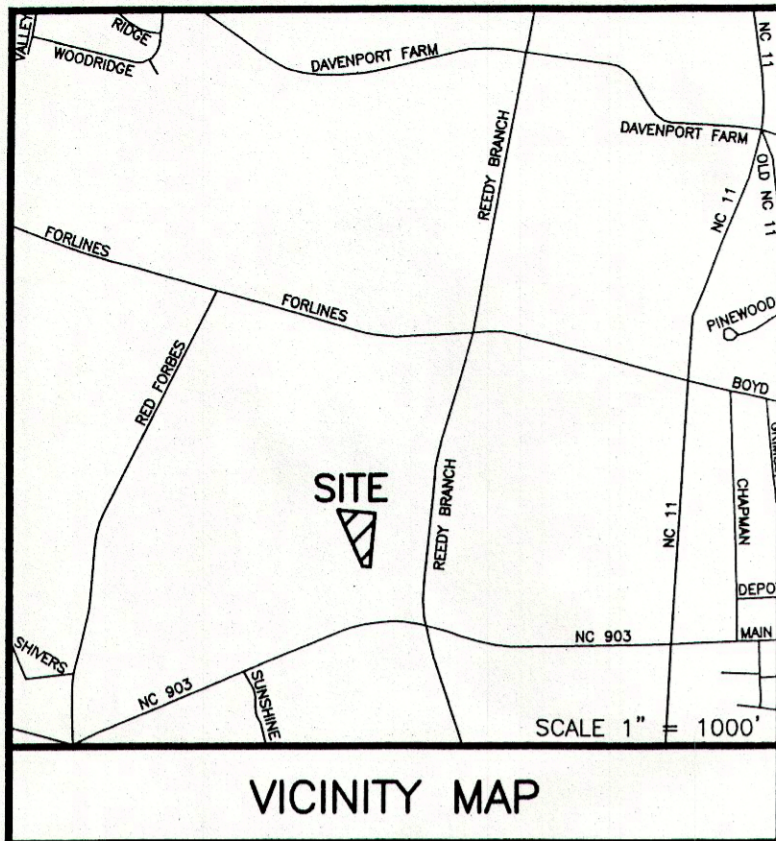 VALLEY
RIDGE
WOODRIDGE
DAVENPORT FARM
NC 11
DAVENPORT FARM
REEDY BRANCH
OLD NC 11
NC 11
FORLINES
FORLINES
PINEWOOD
RED FORBES
BOYD
SITE
REEDY BRANCH
NC 11
CHAPMAN
DEPO
SHIVERS
NC 903
MAIN
NC 903
SUNSHINE
SCALE 1" = 1000'
VICINITY MAP